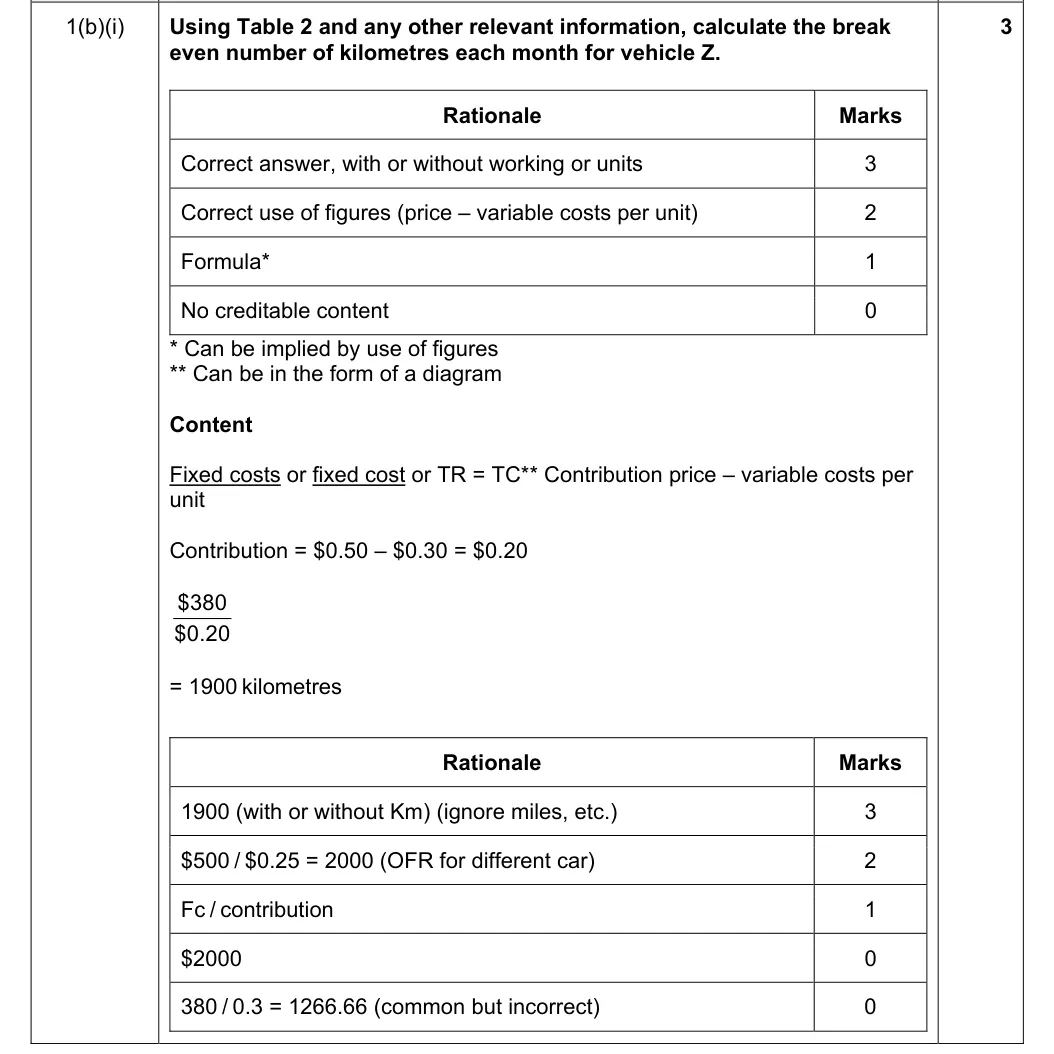 1(b)(i)
Using Table 2 and any other relevant information, calculate the break
even number of kilometres each month for vehicle Z.
3
Rationale
Marks
Correct answer, with or without working or units
3
Correct use of figures (price – variable costs per unit)
2
Formula*
1
No creditable content
0
* Can be implied by use of figures
** Can be in the form of a diagram
Content
Fixed costs or fixed cost or TR = TC** Contribution price – variable costs per
unit
Contribution = $0.50 – $0.30 = $0.20
$380
$0.20
= 1900 kilometres
Rationale
Marks
1900 (with or without Km) (ignore miles, etc.)
3
$500 / $0.25 = 2000 (OFR for different car)
2
Fc / contribution
1
$2000
0
380 / 0.3 = 1266.66 (common but incorrect)
0